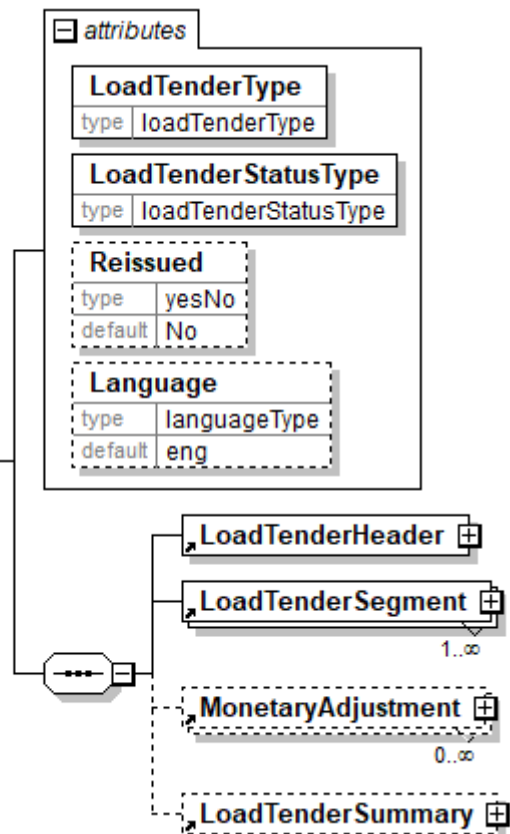 attributes
LoadTenderType
type loadTenderType
LoadTenderStatusType
type loadTenderStatusType
Reissued
type yesNo
default No
Language
type languageType
default eng
LoadTenderHeader
LoadTenderSegment
1..∞
MonetaryAdjustment
0..∞
LoadTenderSummary